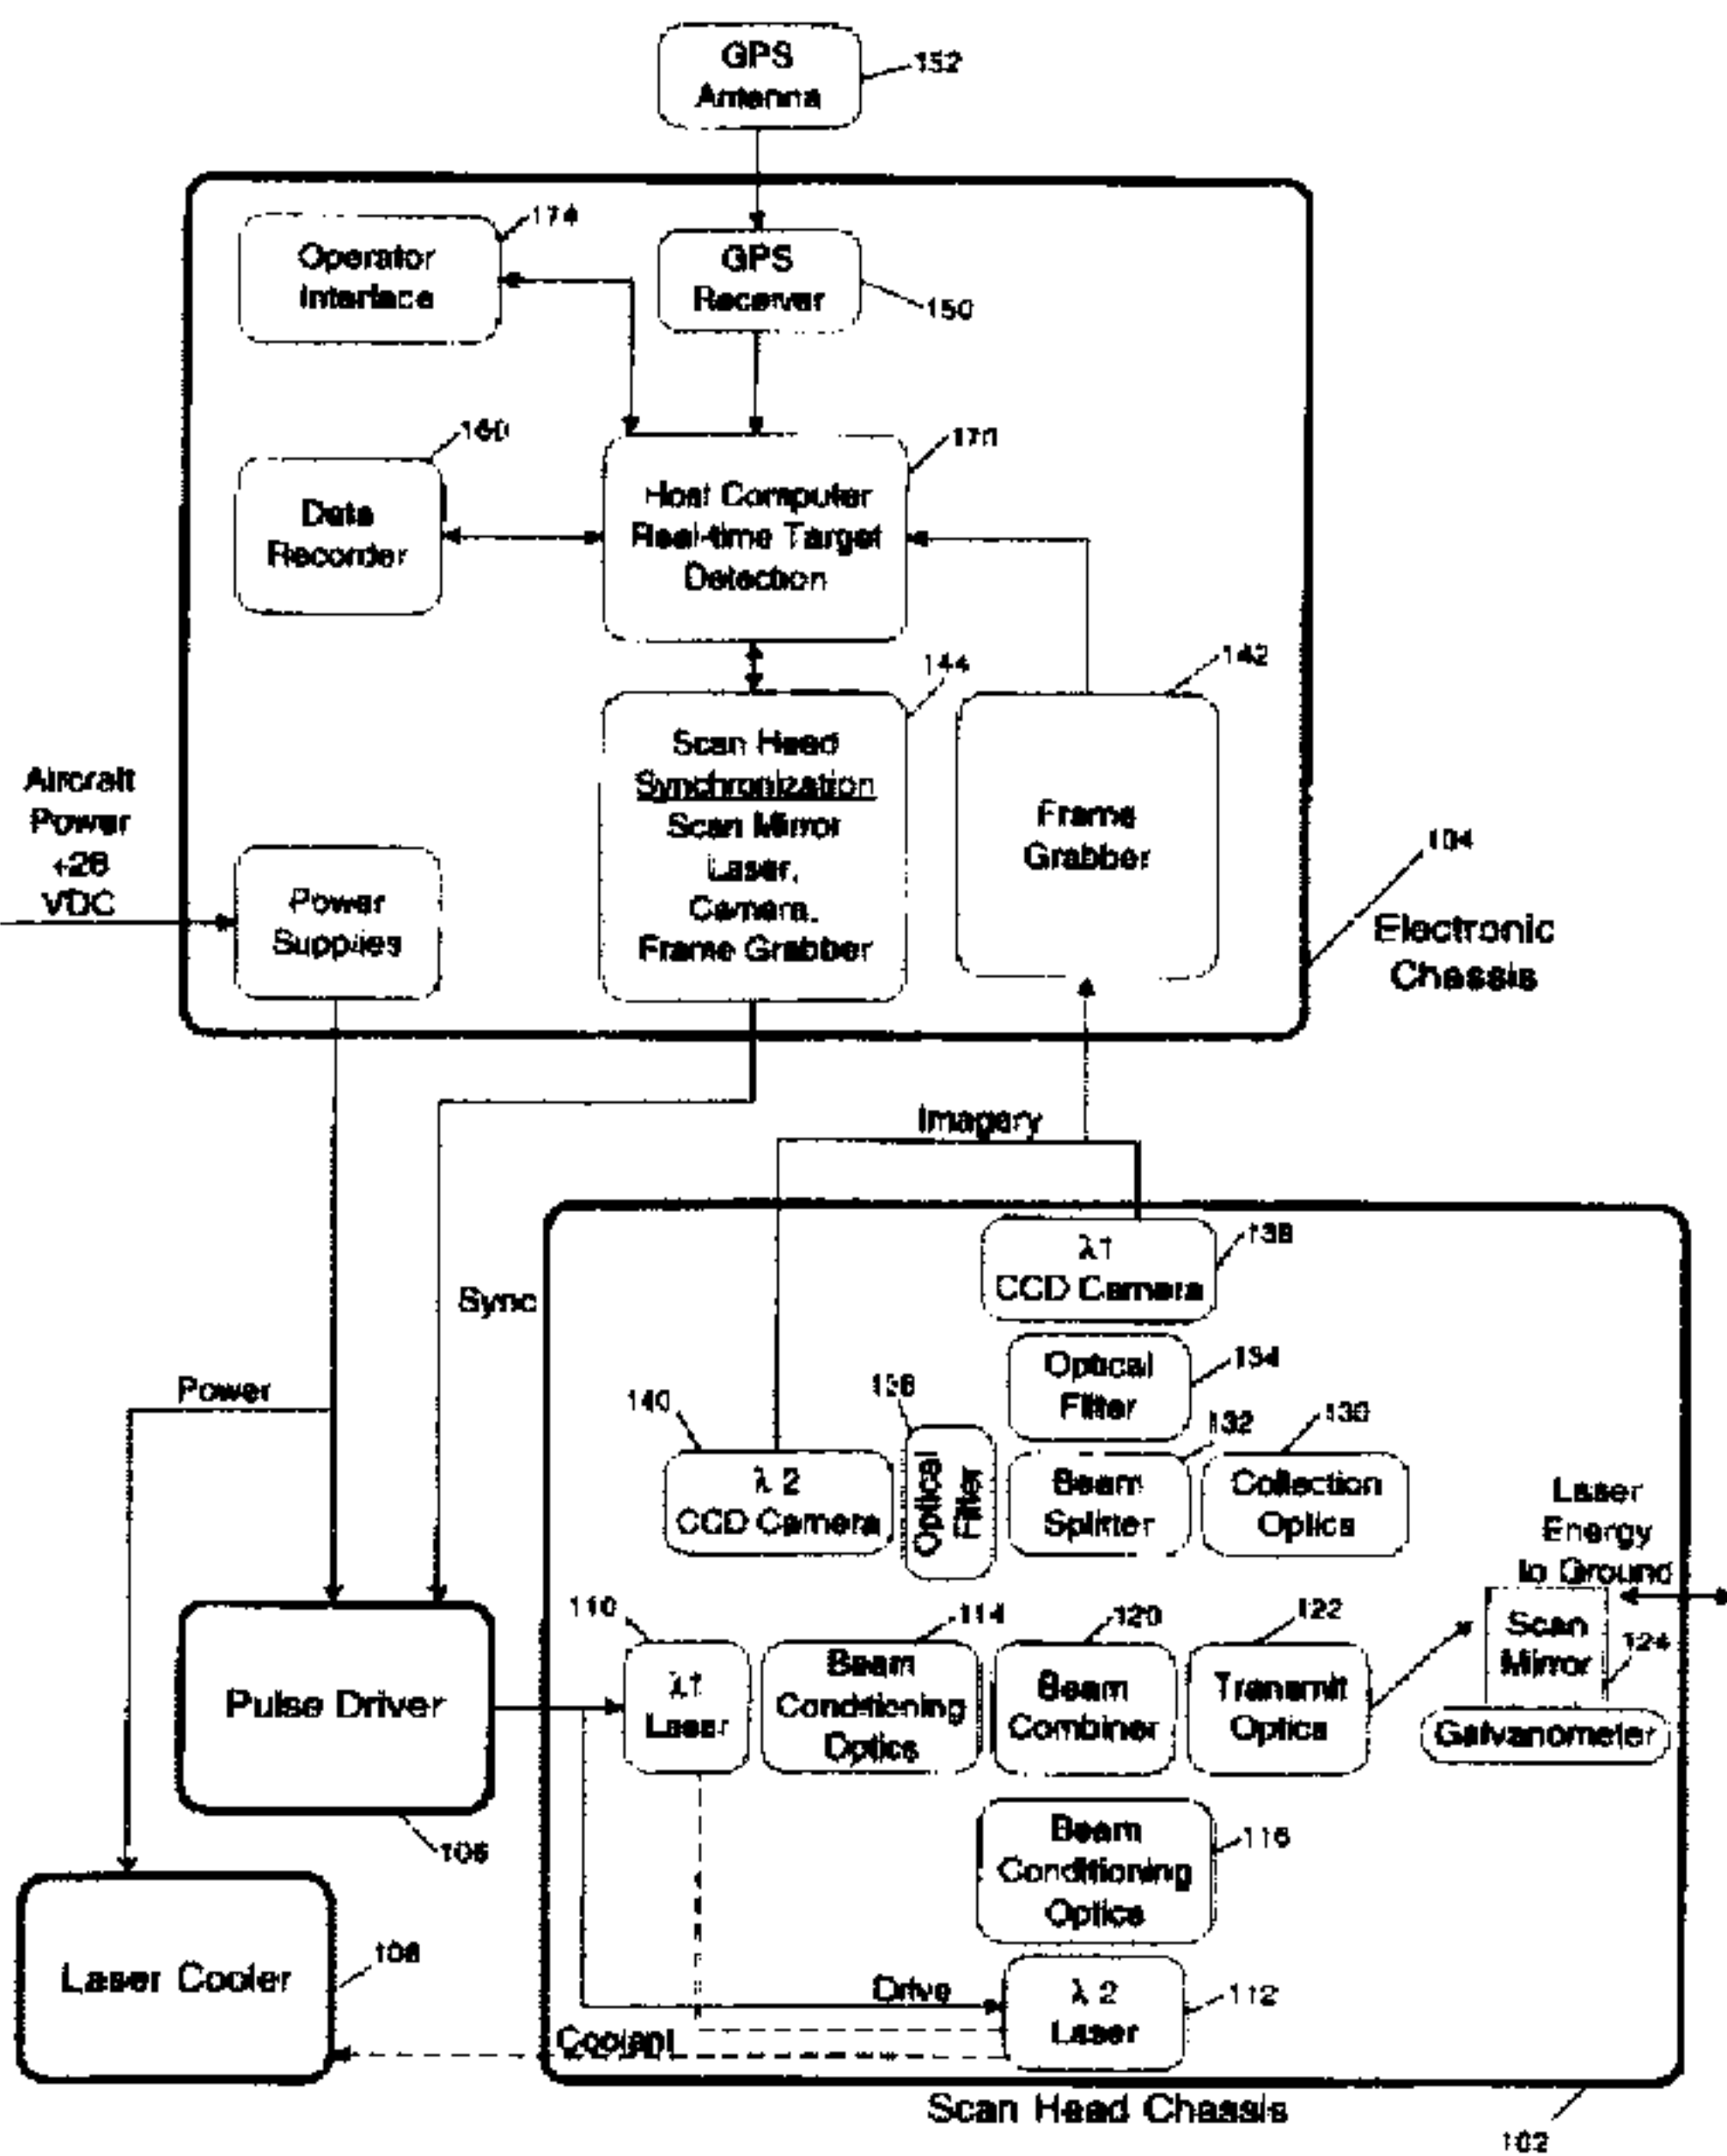 GPS
Antenna
152
174
Operator
Interface
GPS
Receiver
150
160
170
Data
Recorder
Host Computer
Real-time Target
Detection
144
142
Scan Head
Synchronization
Scan Mirror
Laser,
Camera,
Frame Grabber
Frame
Grabber
Aircraft
Power
+28
VDC
Power
Supplies
104
Electronic
Chassis
Imagery
Sync
Power
λ1
CCD Camera
138
Optical
Filter
134
140
λ 2
CCD Camera
Optical
Filter
132
Beam
Splitter
130
Collection
Optics
Laser
Energy
to Ground
Scan
Mirror
124
Galvanometer
Pulse Driver
110
λ1
Laser
114
Beam
Conditioning
Optics
120
Beam
Combiner
122
Transmit
Optics
Beam
Conditioning
Optics
116
Laser Cooler
108
Drive
Coolant
λ 2
Laser
112
Scan Head Chassis
102